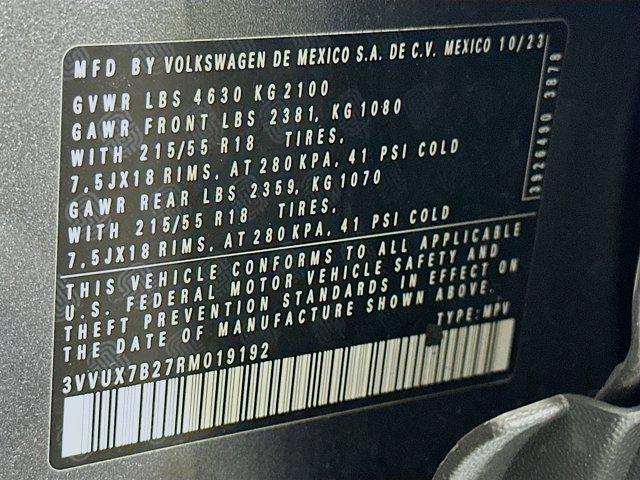 MFD BY VOLKSWAGEN DE MEXICO S.A. DE C.V. MEXICO 10/23
GVWR LBS 4630 KG 2100
GAWR FRONT LBS 2381, KG 1080
WITH 215/55 R18 TIRES,
7,5JX18 RIMS, AT 280 KPA, 41 PSI COLD
GAWR REAR LBS 2359, KG 1070
WITH 215/55 R18 TIRES,
7,5JX18 RIMS, AT 280 KPA, 41 PSI COLD
3926490 3878
THIS VEHICLE CONFORMS TO ALL APPLICABLE
U.S. FEDERAL MOTOR VEHICLE SAFETY AND
THEFT PREVENTION STANDARDS IN EFFECT ON
THE DATE OF MANUFACTURE SHOWN ABOVE.
TYPE: MPV
3VVUX7B27RM019192